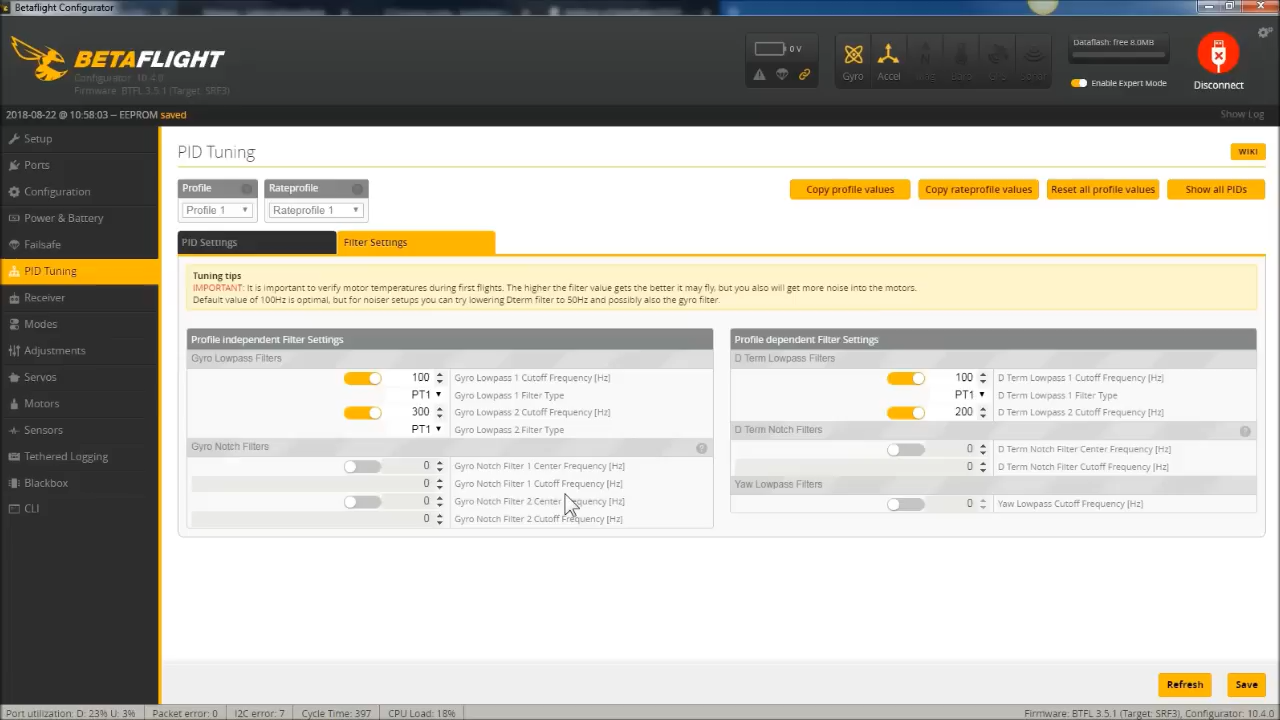 Betaflight Configurator
BETAFLIGHT
Configurator 10.4.0
Firmware: BTFL 3.5.1 (Target: SRF3)
0 V
Gyro
Accel
Dataflash: free 8.0MB
Enable Expert Mode
Disconnect
2018-08-22 @ 10:58:03 -- EEPROM saved
Show Log
Setup
Ports
Configuration
Power & Battery
Failsafe
PID Tuning
Receiver
Modes
Adjustments
Servos
Motors
Sensors
Tethered Logging
Blackbox
CLI
PID Tuning
WIKI
Profile
Rateprofile
Profile 1
Rateprofile 1
Copy profile values
Copy rateprofile values
Reset all profile values
Show all PIDs
PID Settings
Filter Settings
Tuning tips
IMPORTANT: It is important to verify motor temperatures during first flights. The higher the filter value gets the better it may fly, but you also will get more noise into the motors.
Default value of 100Hz is optimal, but for noiser setups you can try lowering Dterm filter to 50Hz and possibly also the gyro filter.
Profile independent Filter Settings
Gyro Lowpass Filters
100 Gyro Lowpass 1 Cutoff Frequency [Hz]
PT1 Gyro Lowpass 1 Filter Type
300 Gyro Lowpass 2 Cutoff Frequency [Hz]
PT1 Gyro Lowpass 2 Filter Type
Gyro Notch Filters
0 Gyro Notch Filter 1 Center Frequency [Hz]
0 Gyro Notch Filter 1 Cutoff Frequency [Hz]
0 Gyro Notch Filter 2 Center Frequency [Hz]
0 Gyro Notch Filter 2 Cutoff Frequency [Hz]
Profile dependent Filter Settings
D Term Lowpass Filters
100 D Term Lowpass 1 Cutoff Frequency [Hz]
PT1 D Term Lowpass 1 Filter Type
200 D Term Lowpass 2 Cutoff Frequency [Hz]
D Term Notch Filters
0 D Term Notch Filter Center Frequency [Hz]
0 D Term Notch Filter Cutoff Frequency [Hz]
Yaw Lowpass Filters
0 Yaw Lowpass Cutoff Frequency [Hz]
Refresh
Save
Port utilization: D: 23% U: 3%
Packet error: 0
I2C error: 7
Cycle Time: 397
CPU Load: 18%
Firmware: BTFL 3.5.1 (Target: SRF3), Configurator: 10.4.0